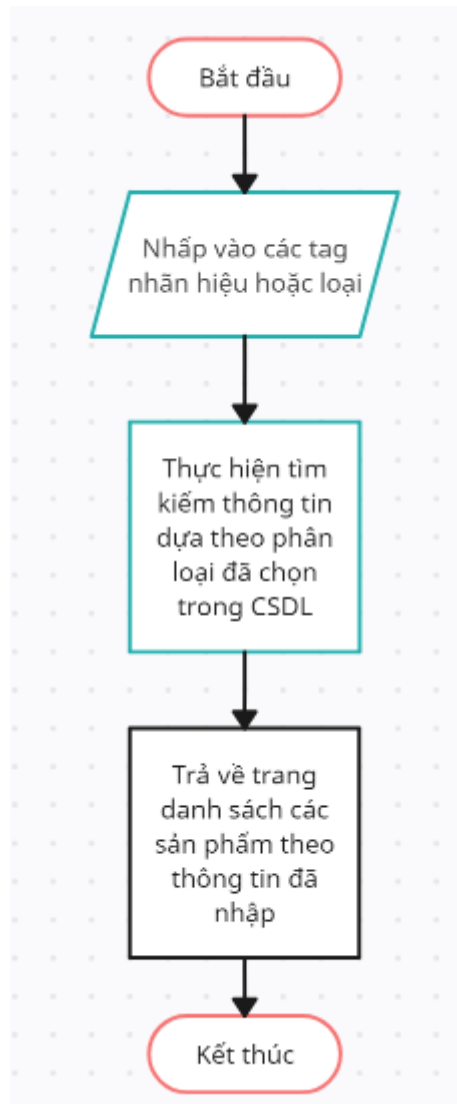 Bắt đầu
Nhấp vào các tag
nhãn hiệu hoặc loại
Thực hiện tìm
kiếm thông tin
dựa theo phân
loại đã chọn
trong CSDL
Trả về trang
danh sách các
sản phẩm theo
thông tin đã
nhập
Kết thúc